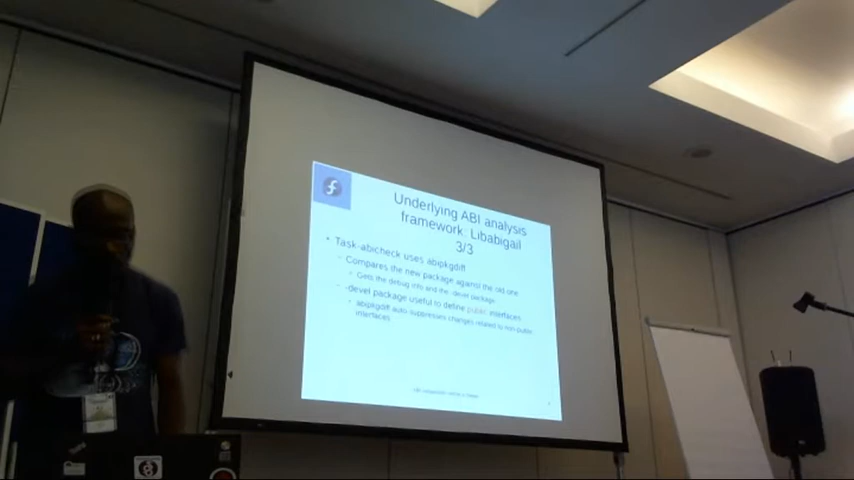 Underlying ABI analysis
framework: Libabigail
3/3
• Task-abicheck uses abipkgdiff
– Compares the new package against the old one
• Gets the debug info and the -devel package
– -devel package useful to define public interfaces
• abipkgdiff auto-suppresses changes related to non-public
interfaces